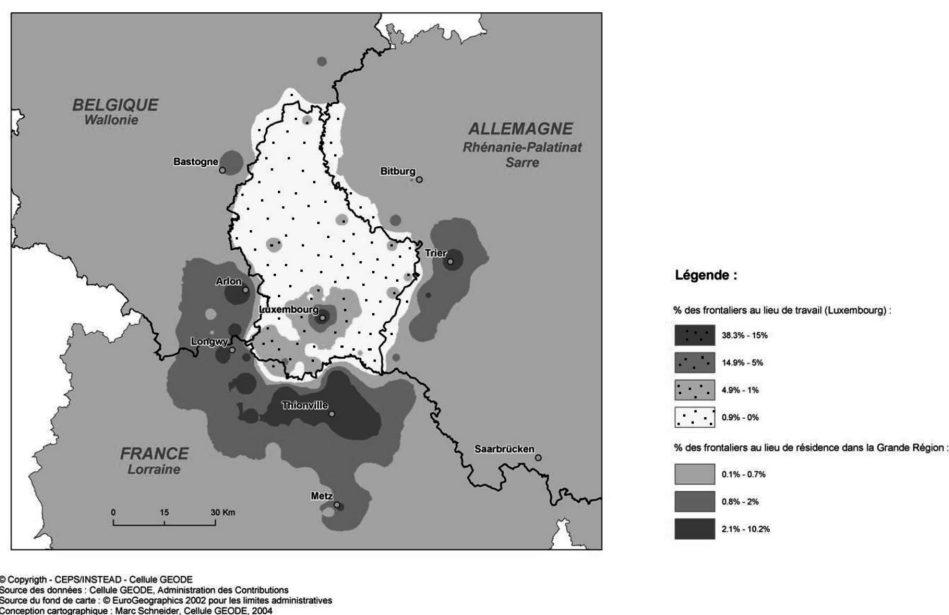 BELGIQUE
Wallonie
ALLEMAGNE
Rhénanie-Palatinat
Sarre
Bastogne
Bitburg
Trier
Arlon
Luxembourg
Longwy
Thionville
FRANCE
Lorraine
Saarbrücken
Metz
0 15 30 Km
Légende :
% des frontaliers au lieu de travail (Luxembourg) :
38.3% - 15%
14.9% - 5%
4.9% - 1%
0.9% - 0%
% des frontaliers au lieu de résidence dans la Grande Région :
0.1% - 0.7%
0.8% - 2%
2.1% - 10.2%
© Copyrigth - CEPS/INSTEAD - Cellule GEODE
Source des données : Cellule GEODE, Administration des Contributions
Source du fond de carte : © EuroGeographics 2002 pour les limites administratives
Conception cartographique : Marc Schneider, Cellule GEODE, 2004